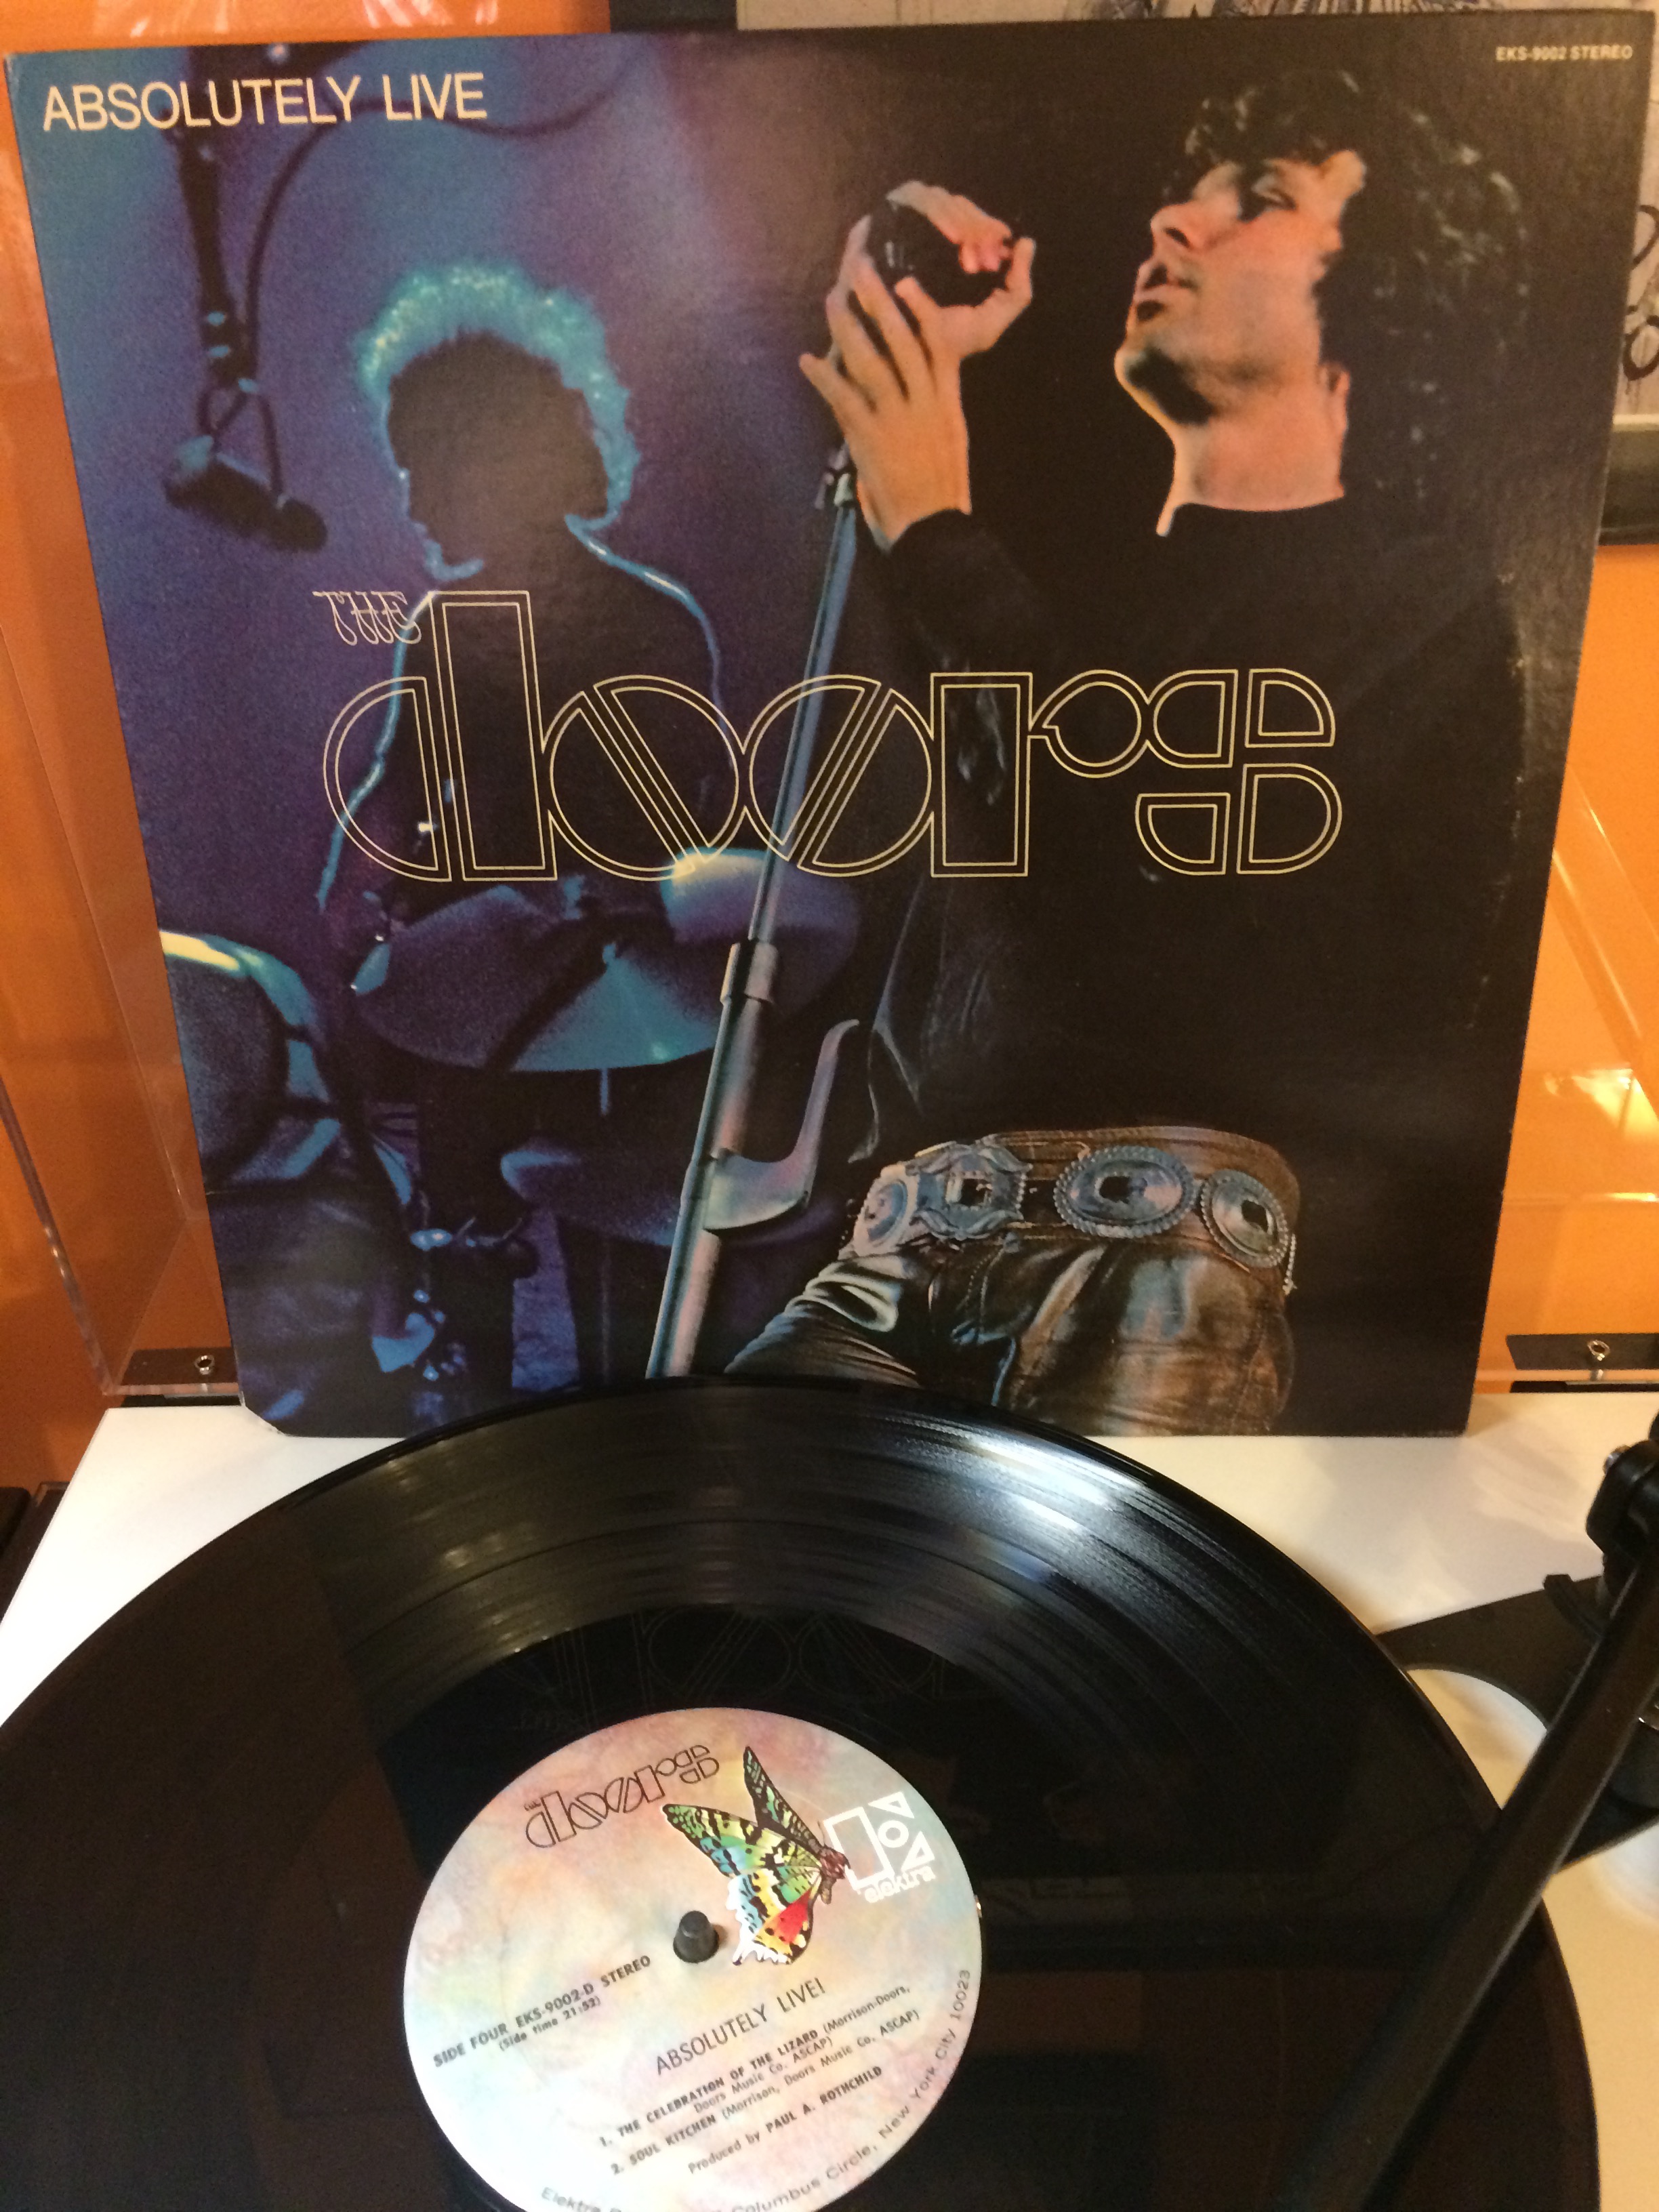 ABSOLUTELY LIVE
EKS-9002 STEREO
THE
doors
THE
doors
elektra
SIDE FOUR EKS-9002-D STEREO
(Side time 21:52)
ABSOLUTELY LIVE!
1. THE CELEBRATION OF THE LIZARD (Morrison-Doors,
Doors Music Co. ASCAP)
2. SOUL KITCHEN (Morrison, Doors Music Co. ASCAP)
Produced by PAUL A. ROTHCHILD
Elektra Columbus Circle, New York City 10023